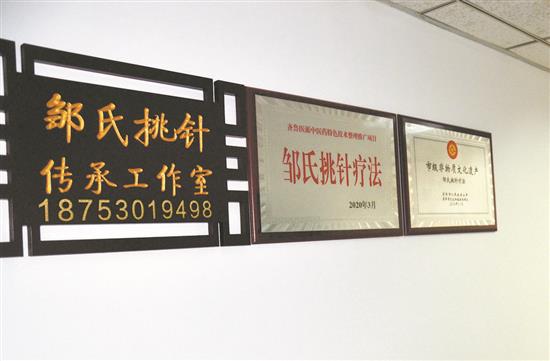 邹氏挑针
传承工作室
18753019498
齐鲁医派中医药特色技术整理推广项目
邹氏挑针疗法
2020年3月
市级非物质文化遗产
邹氏挑针疗法